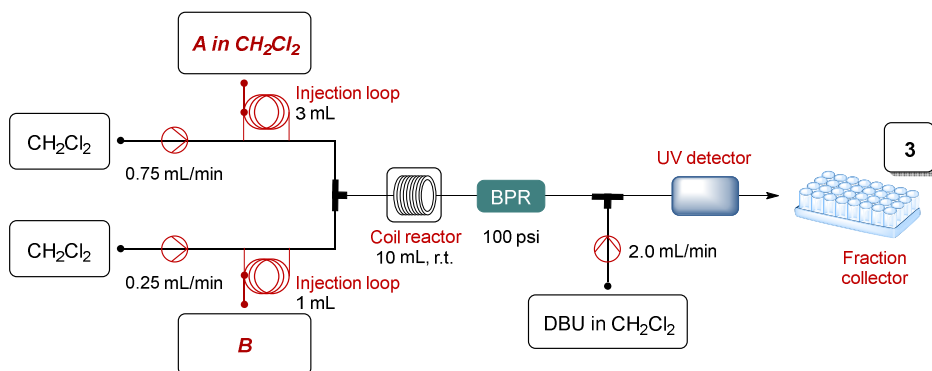 A in CH2Cl2
Injection loop
3 mL
CH2Cl2
0.75 mL/min
3
UV detector
BPR
Coil reactor
10 mL, r.t.
100 psi
2.0 mL/min
Fraction
collector
CH2Cl2
0.25 mL/min
Injection loop
1 mL
DBU in CH2Cl2
B